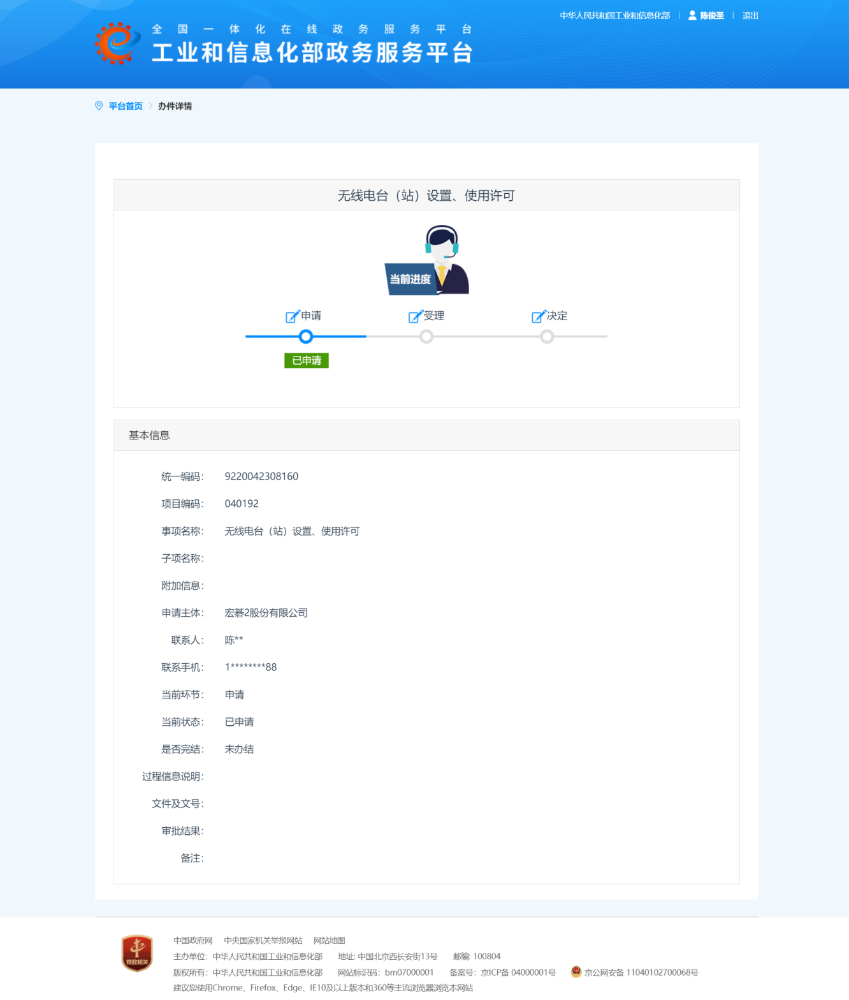 中华人民共和国工业和信息化部 | 陈俊圣 | 退出
全国一体化在线政务服务平台
工业和信息化部政务服务平台
平台首页 > 办件详情
无线电台（站）设置、使用许可
当前进度
申请 受理 决定
已申请
基本信息
统一编码： 9220042308160
项目编码： 040192
事项名称： 无线电台（站）设置、使用许可
子项名称：
附加信息：
申请主体： 宏碁2股份有限公司
联系人： 陈**
联系手机： 1********88
当前环节： 申请
当前状态： 已申请
是否完结： 未办结
过程信息说明：
文件及文号：
审批结果：
备注：
党政机关
中国政府网 中央国家机关举报网站 网站地图
主办单位：中华人民共和国工业和信息化部 地址: 中国北京西长安街13号 邮编: 100804
版权所有：中华人民共和国工业和信息化部 网站标识码：bm07000001 备案号：京ICP备 04000001号 京公网安备 11040102700068号
建议您使用Chrome、Firefox、Edge、IE10及以上版本和360等主流浏览器浏览本网站